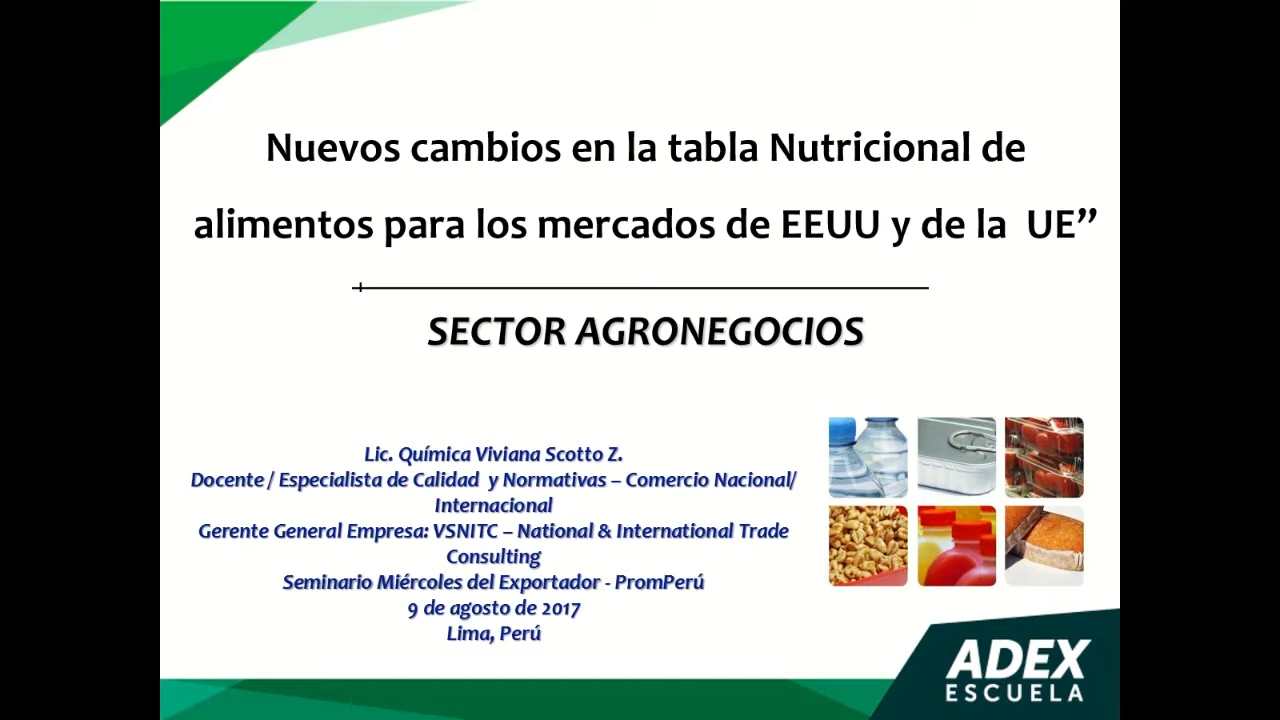 Nuevos cambios en la tabla Nutricional de
alimentos para los mercados de EEUU y de la UE”
SECTOR AGRONEGOCIOS
Lic. Química Viviana Scotto Z.
Docente / Especialista de Calidad y Normativas – Comercio Nacional/
Internacional
Gerente General Empresa: VSNITC – National & International Trade
Consulting
Seminario Miércoles del Exportador - PromPerú
9 de agosto de 2017
Lima, Perú
ADEX
ESCUELA